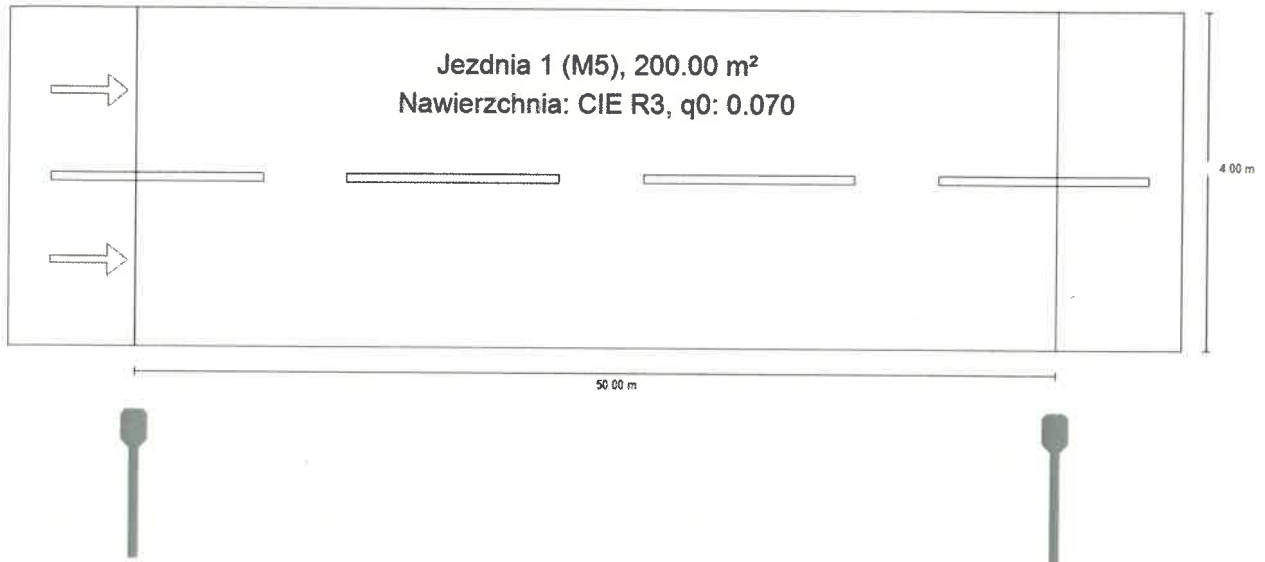 Jezdnia 1 (M5), 200.00 m²
Nawierzchnia: CIE R3, q0: 0.070
4.00 m
50.00 m